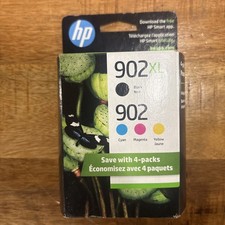 Download the free
HP Smart app.
Téléchargez l'application
HP Smart
hp
902XL
Black
Noir
902
Cyan
Magenta
Yellow
Jaune
Save with 4-packs
Économisez avec 4 paquets